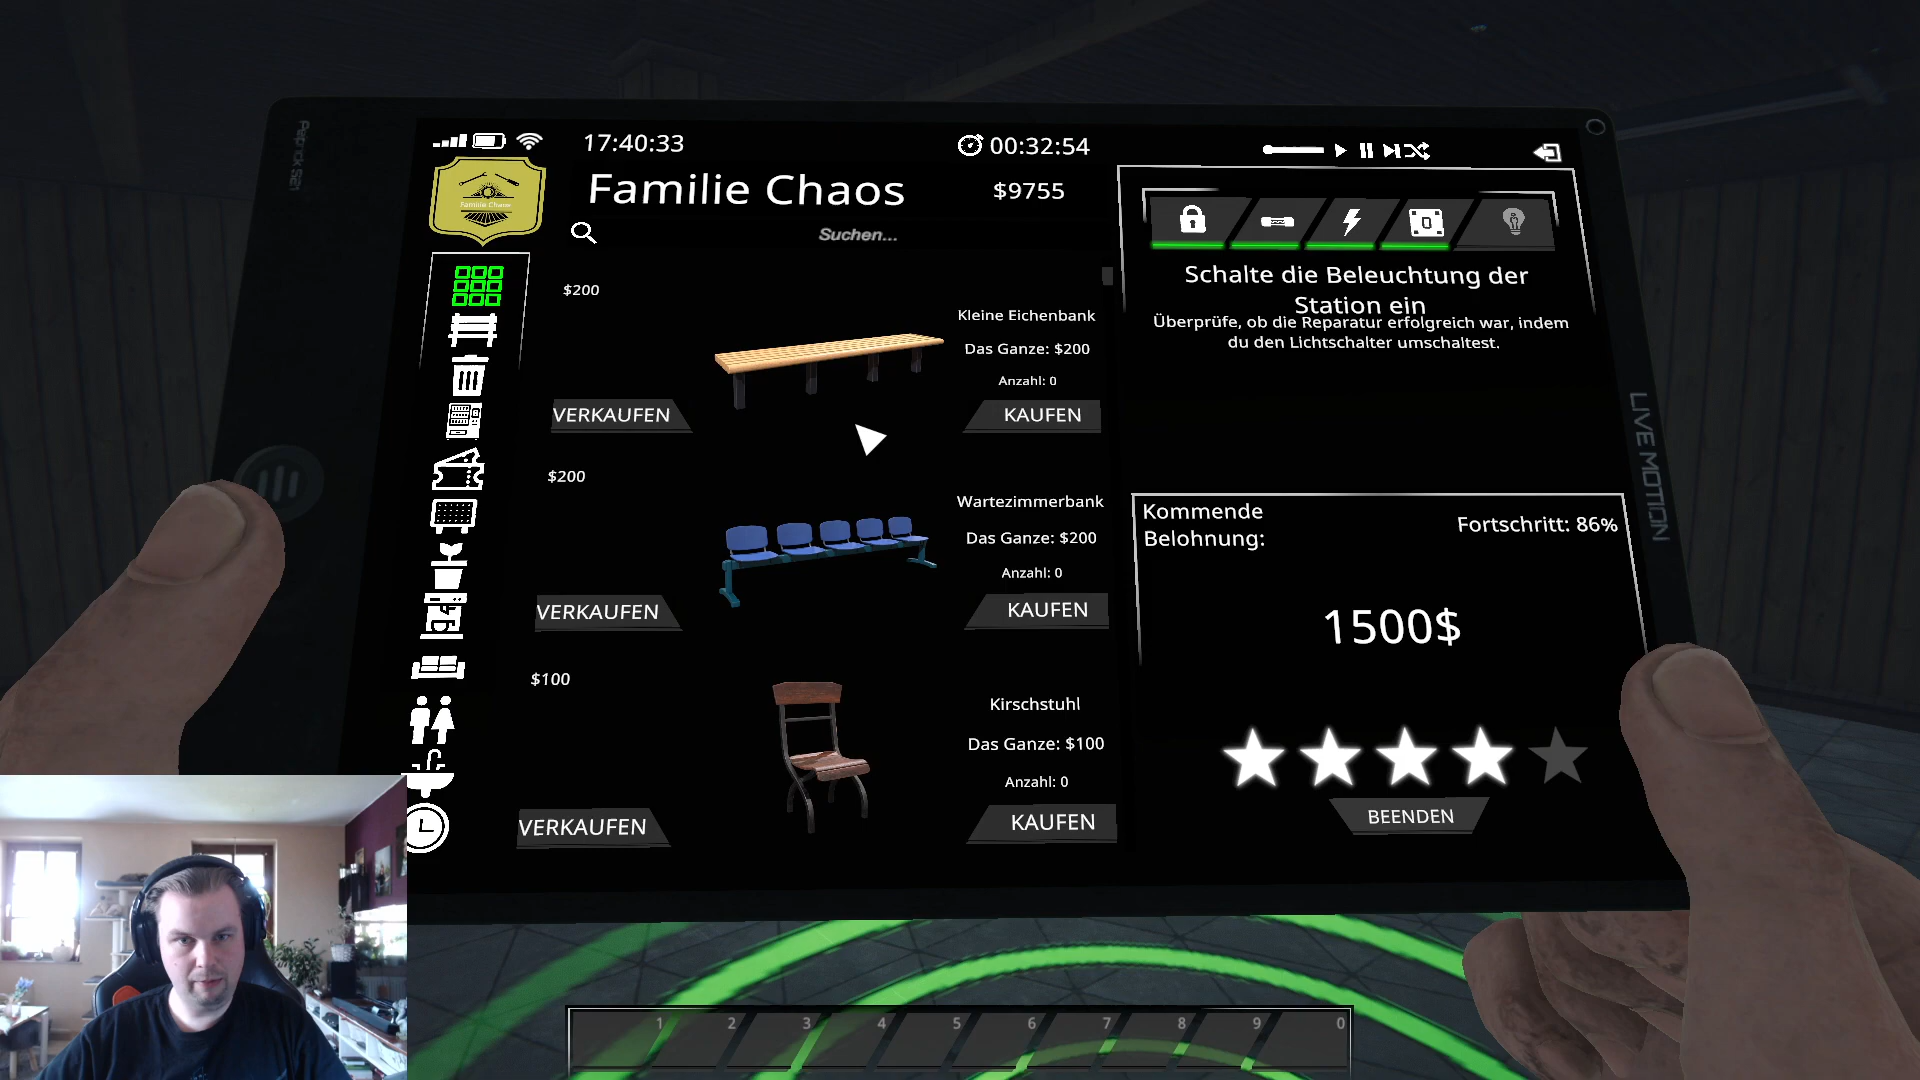 17:40:33
00:32:54
Familie Chaos
$9755
Familie Chaos
Suchen...
$200
Kleine Eichenbank
Das Ganze: $200
Anzahl: 0
VERKAUFEN
KAUFEN
$200
Wartezimmerbank
Das Ganze: $200
Anzahl: 0
VERKAUFEN
KAUFEN
$100
Kirschstuhl
Das Ganze: $100
Anzahl: 0
VERKAUFEN
KAUFEN
Schalte die Beleuchtung der
Station ein
Überprüfe, ob die Reparatur erfolgreich war, indem
du den Lichtschalter umschaltest.
Kommende
Belohnung:
Fortschritt: 86%
1500$
BEENDEN
LIVE MOTION
1 2 3 4 5 6 7 8 9 0